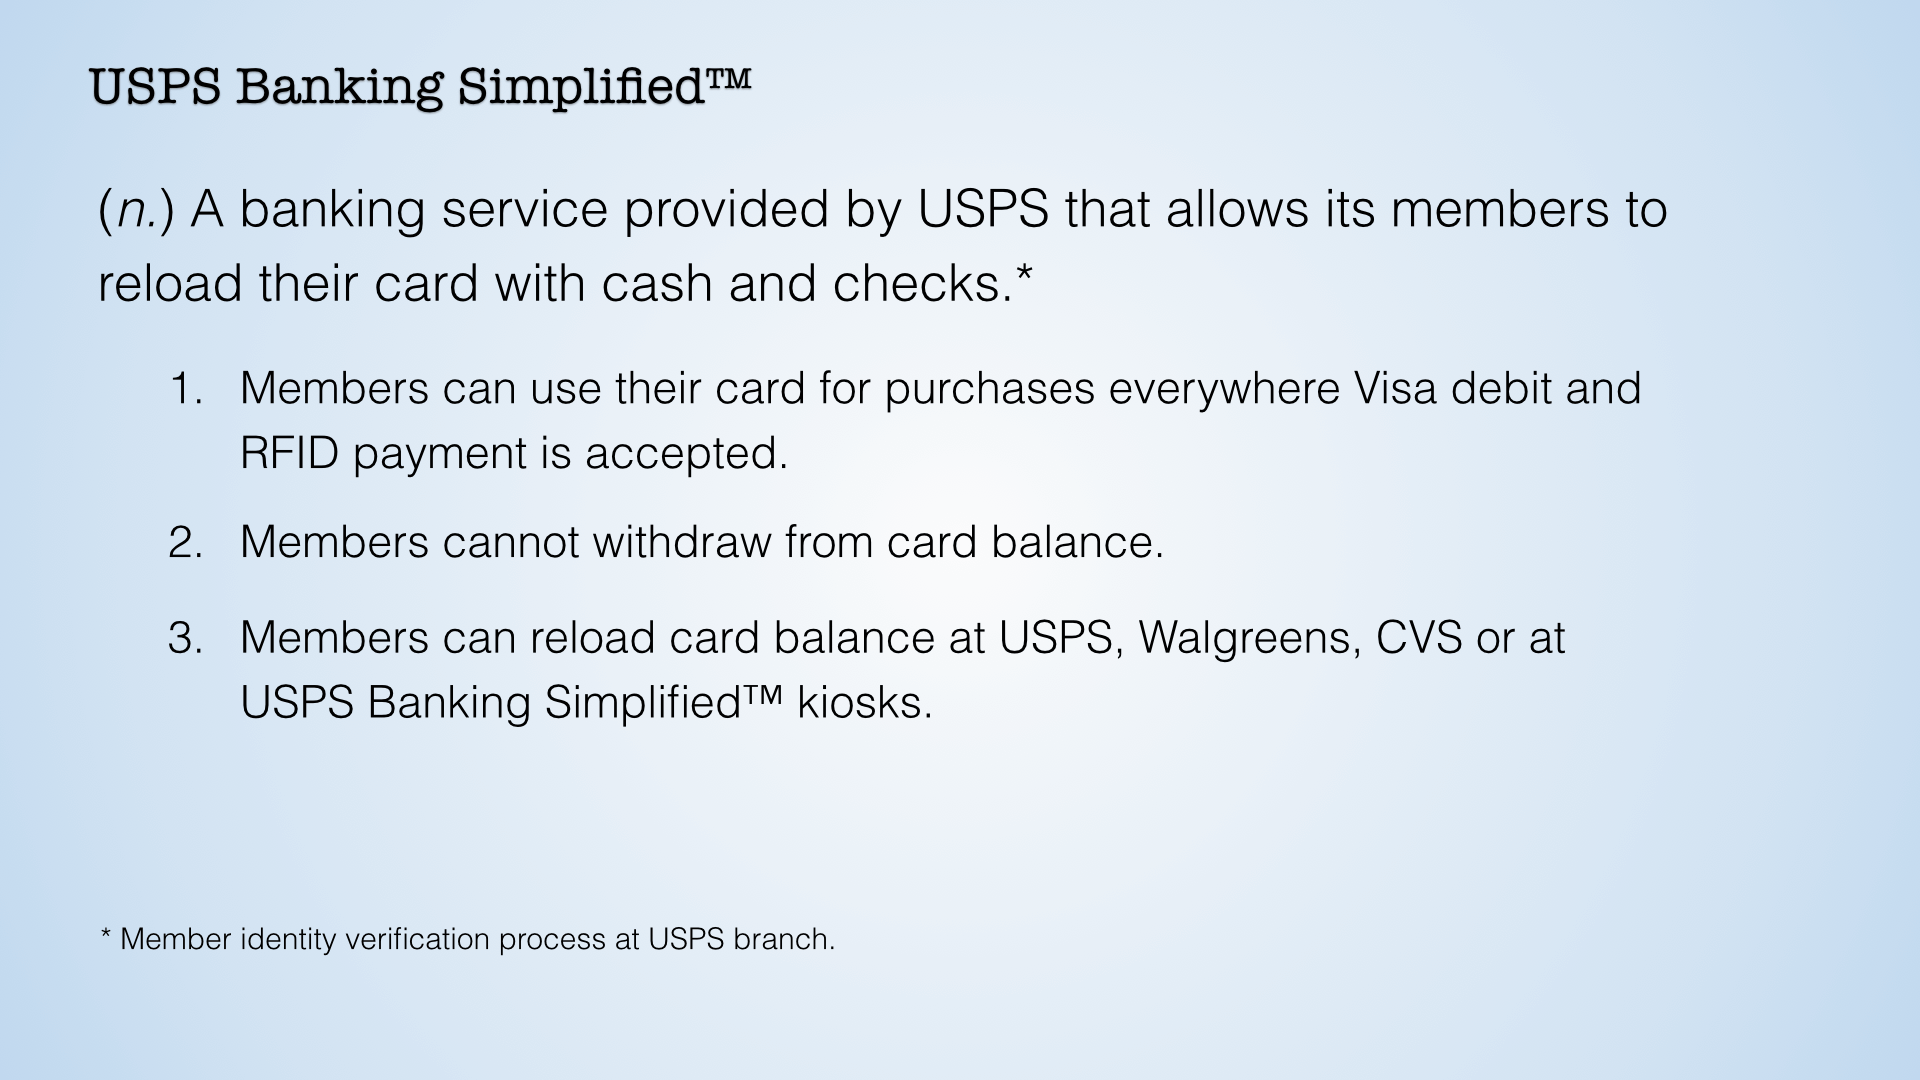 USPS Banking Simplified™
(n.) A banking service provided by USPS that allows its members to
reload their card with cash and checks.*
1. Members can use their card for purchases everywhere Visa debit and
RFID payment is accepted.
2. Members cannot withdraw from card balance.
3. Members can reload card balance at USPS, Walgreens, CVS or at
USPS Banking Simplified™ kiosks.
* Member identity verification process at USPS branch.